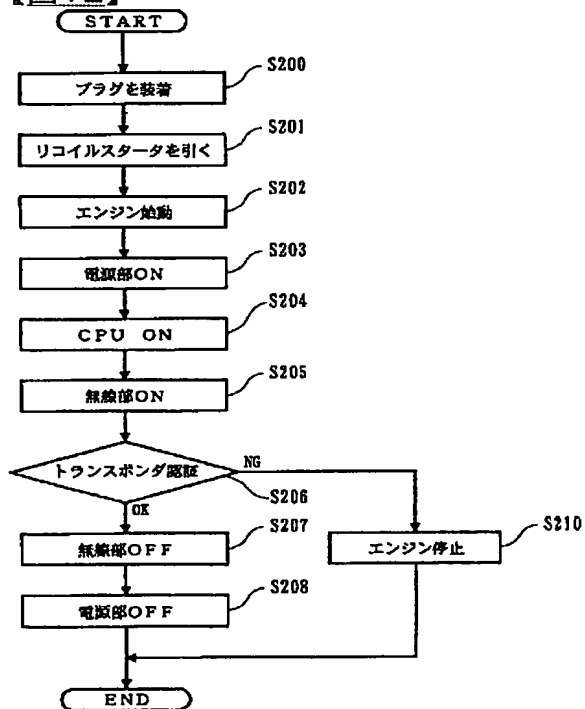 START
S200
プラグを装着
S201
リコイルスタータを引く
S202
エンジン始動
S203
電源部ON
S204
CPU ON
S205
無線部ON
トランスポンダ認証
NG
S206
OK
S207
無線部OFF
S210
エンジン停止
S208
電源部OFF
END